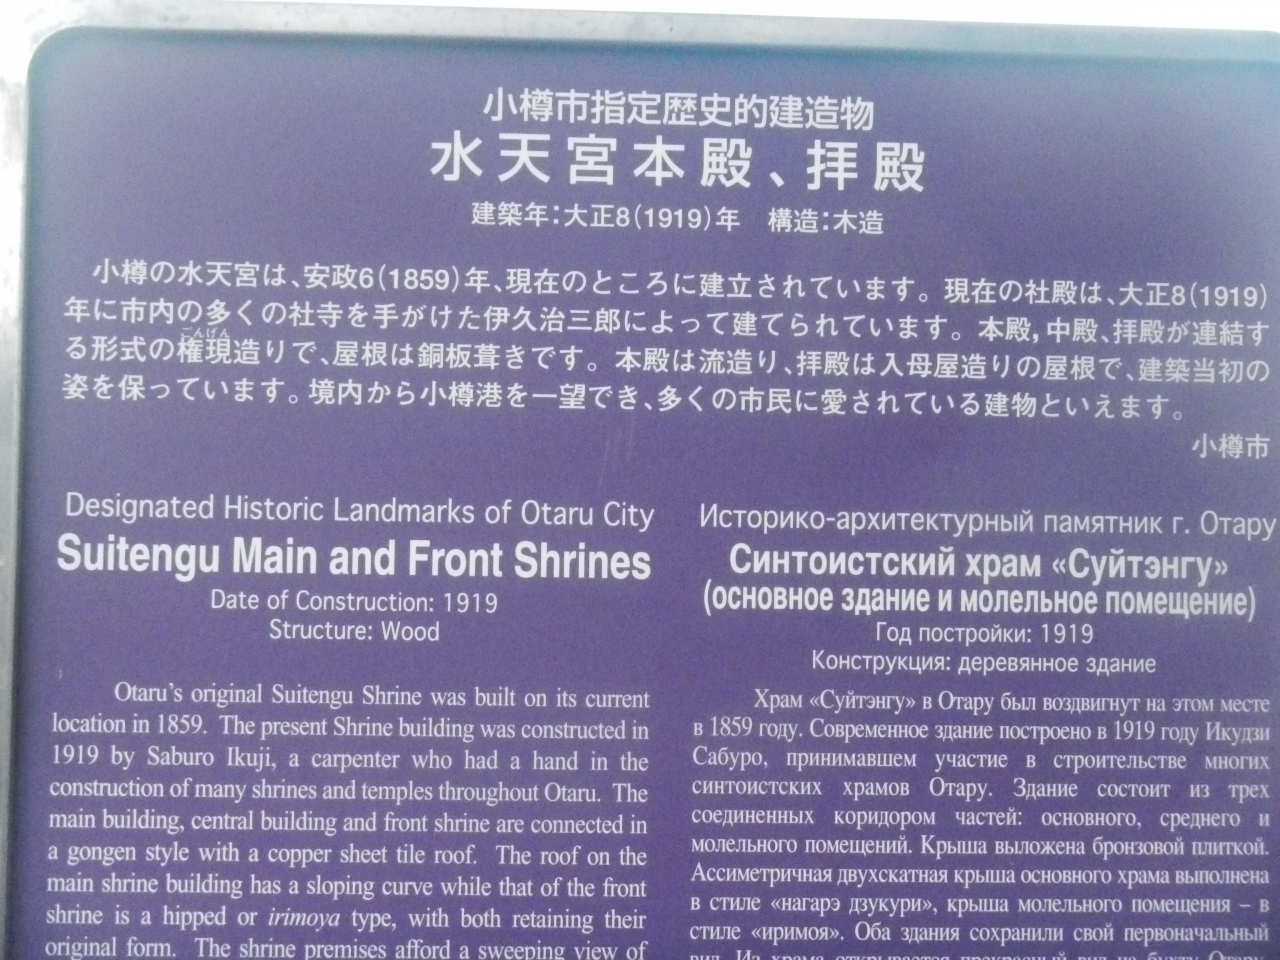 小樽市指定歴史的建造物
水天宮本殿、拝殿
建築年:大正8(1919)年　構造:木造
小樽の水天宮は、安政6(1859)年、現在のところに建立されています。現在の社殿は、大正8(1919)
年に市内の多くの社寺を手がけた伊久治三郎によって建てられています。本殿,中殿、拝殿が連結す
ごんげん
る形式の権現造りで、屋根は銅板葺きです。本殿は流造り、拝殿は入母屋造りの屋根で、建築当初の
姿を保っています。境内から小樽港を一望でき、多くの市民に愛されている建物といえます。
小樽市
Designated Historic Landmarks of Otaru City
Suitengu Main and Front Shrines
Date of Construction: 1919
Structure: Wood
Otaru's original Suitengu Shrine was built on its current
location in 1859. The present Shrine building was constructed in
1919 by Saburo Ikuji, a carpenter who had a hand in the
construction of many shrines and temples throughout Otaru. The
main building, central building and front shrine are connected in
a gongen style with a copper sheet tile roof. The roof on the
main shrine building has a sloping curve while that of the front
shrine is a hipped or irimoya type, with both retaining their
original form. The shrine premises afford a sweeping view of
Историко-архитектурный памятник г. Отару
Синтоистский храм «Суйтэнгу»
(основное здание и молельное помещение)
Год постройки: 1919
Конструкция: деревянное здание
Храм «Суйтэнгу» в Отару был воздвигнут на этом месте
в 1859 году. Современное здание построено в 1919 году Икудзи
Сабуро, принимавшем участие в строительстве многих
синтоистских храмов Отару. Здание состоит из трех
соединенных коридором частей: основного, среднего и
молельного помещений. Крыша выложена бронзовой плиткой.
Ассиметричная двухскатная крыша основного храма выполнена
в стиле «нагарэ дзукури», крыша молельного помещения – в
стиле «иримоя». Оба здания сохранили свой первоначальный
вид. Из храма открывается прекрасный вид на бухту Отару.